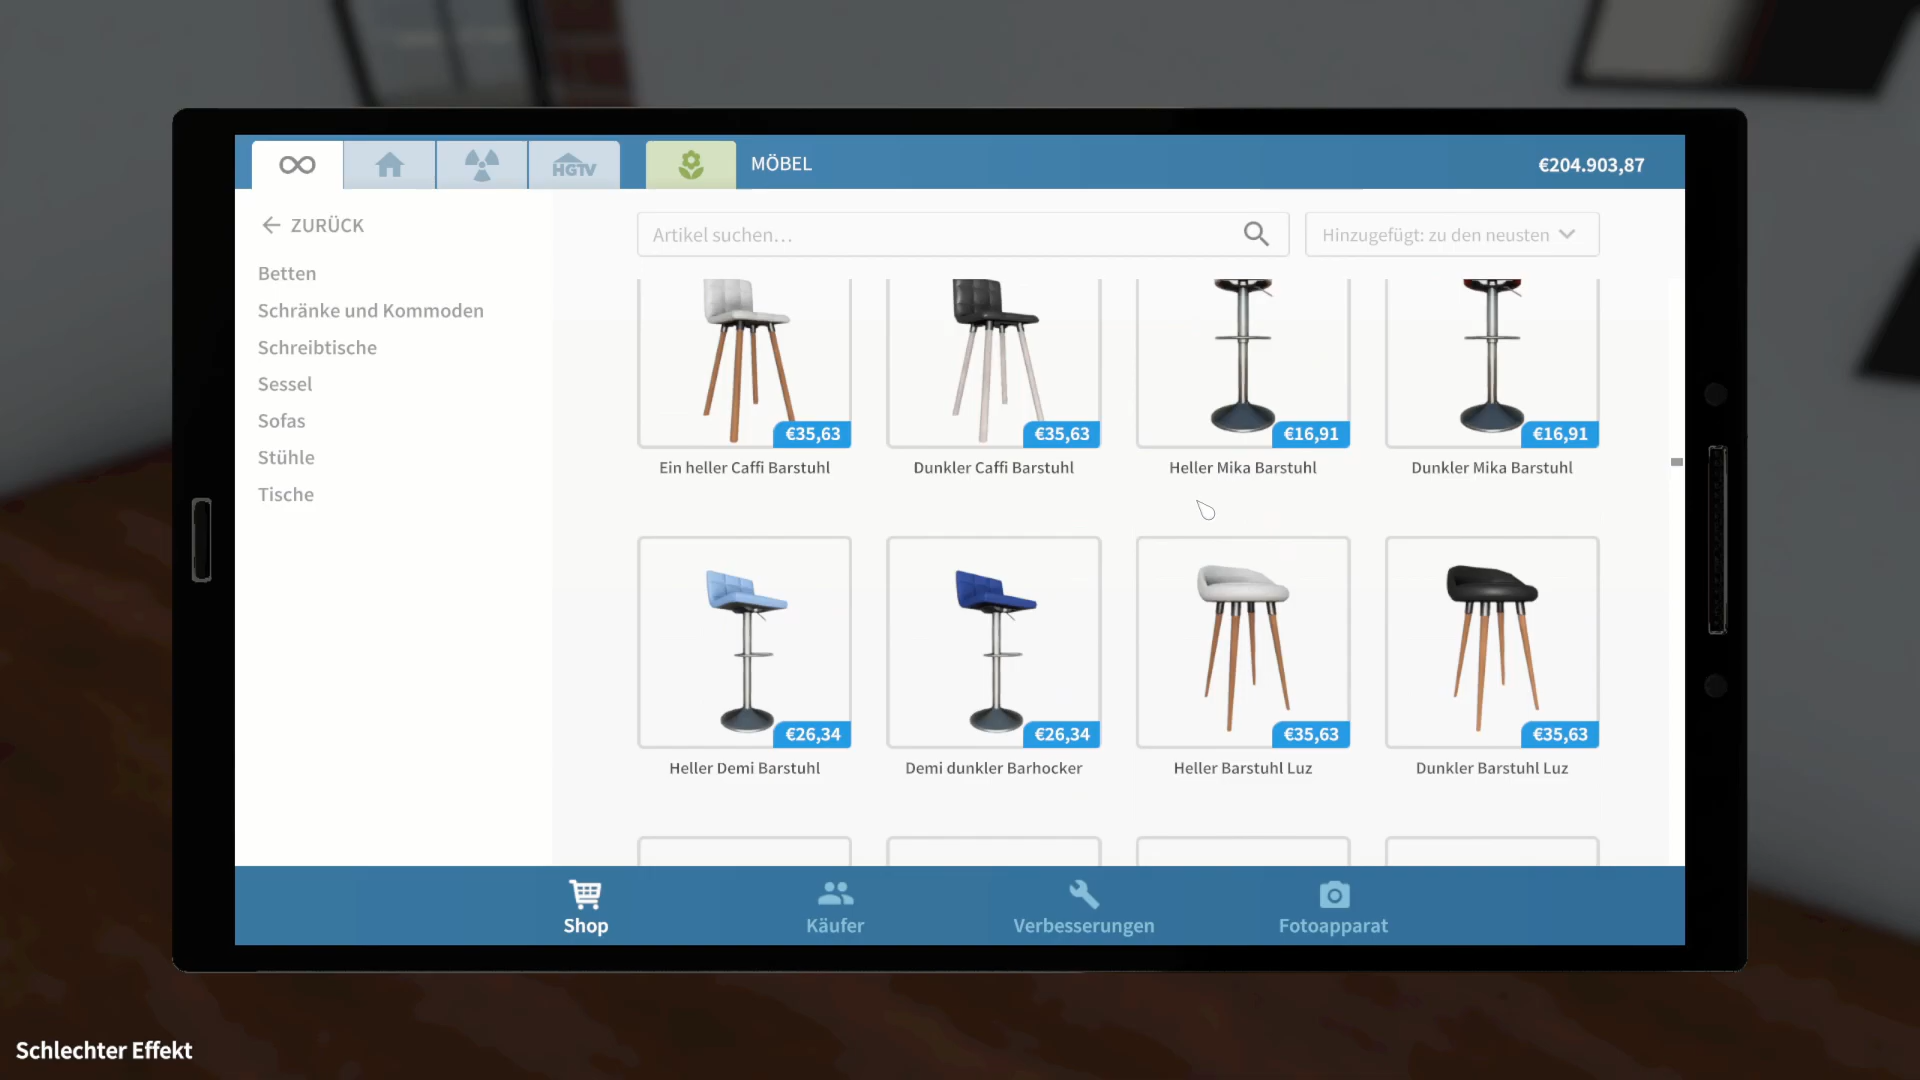 HGTV
MÖBEL
€204.903,87
ZURÜCK
Artikel suchen...
Hinzugefügt: zu den neusten
Betten
Schränke und Kommoden
Schreibtische
Sessel
Sofas
Stühle
Tische
€35,63
€35,63
€16,91
€16,91
Ein heller Caffi Barstuhl
Dunkler Caffi Barstuhl
Heller Mika Barstuhl
Dunkler Mika Barstuhl
€26,34
€26,34
€35,63
€35,63
Heller Demi Barstuhl
Demi dunkler Barhocker
Heller Barstuhl Luz
Dunkler Barstuhl Luz
Shop
Käufer
Verbesserungen
Fotoapparat
Schlechter Effekt